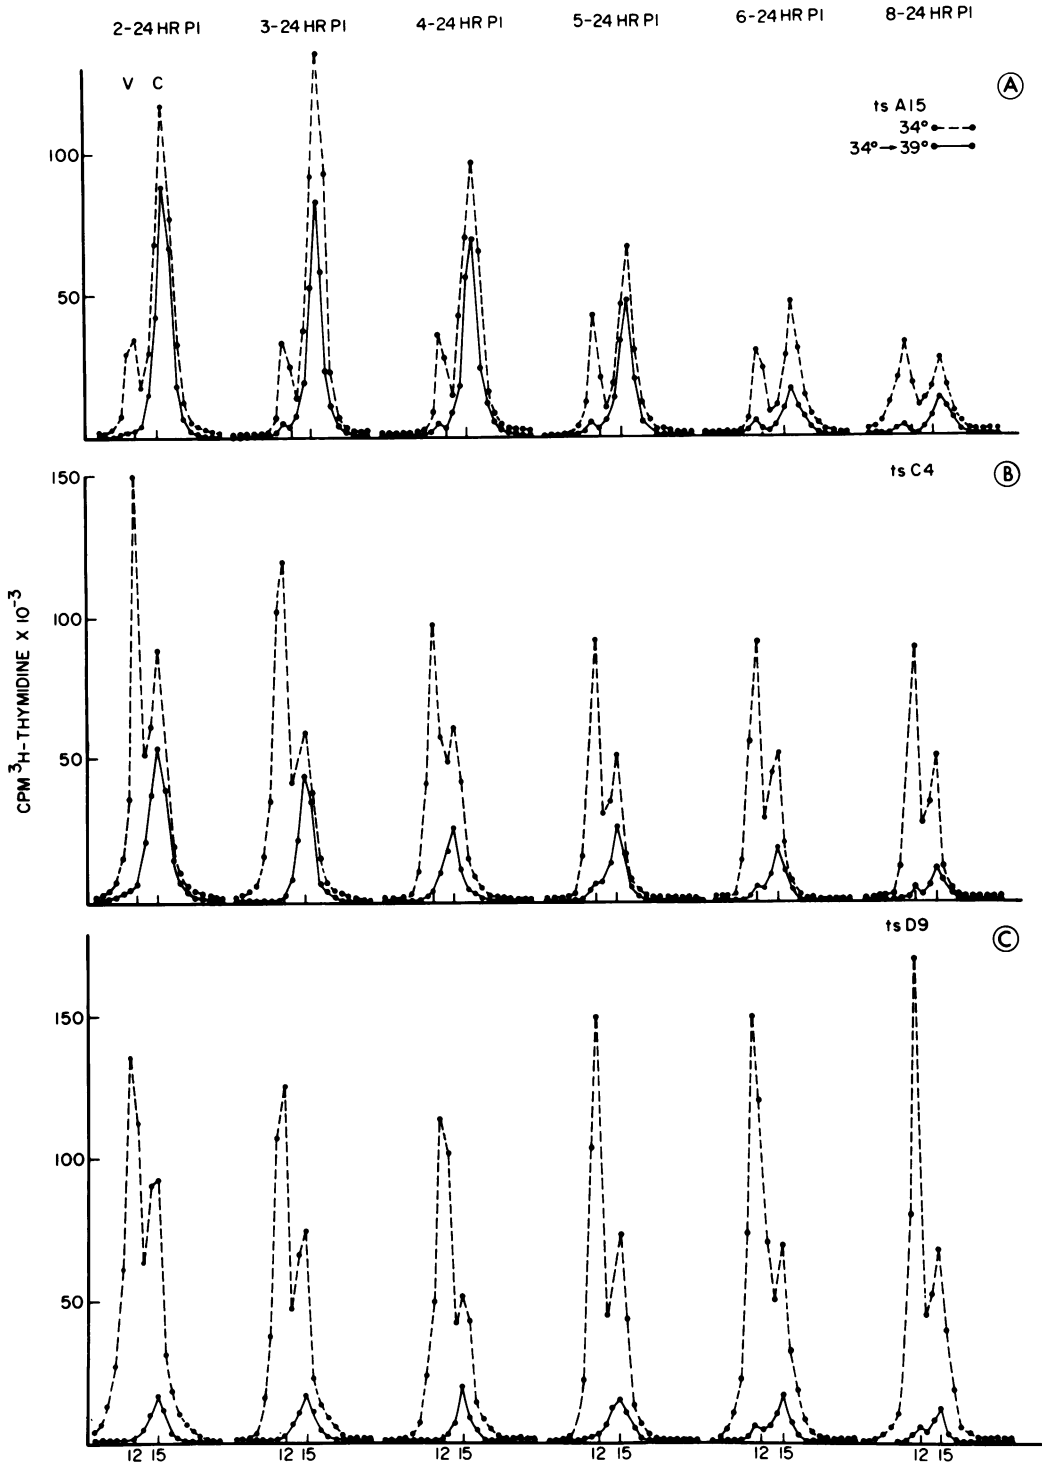 2-24 HR PI 3-24 HR PI 4-24 HR PI 5-24 HR PI 6-24 HR PI 8-24 HR PI
V C
A
ts A15
34°
34°→39°
100
50
ts C4
B
150
100
50
CPM ³H-THYMIDINE X 10⁻³
ts D9
C
150
100
50
12 15 12 15 12 15 12 15 12 15 12 15